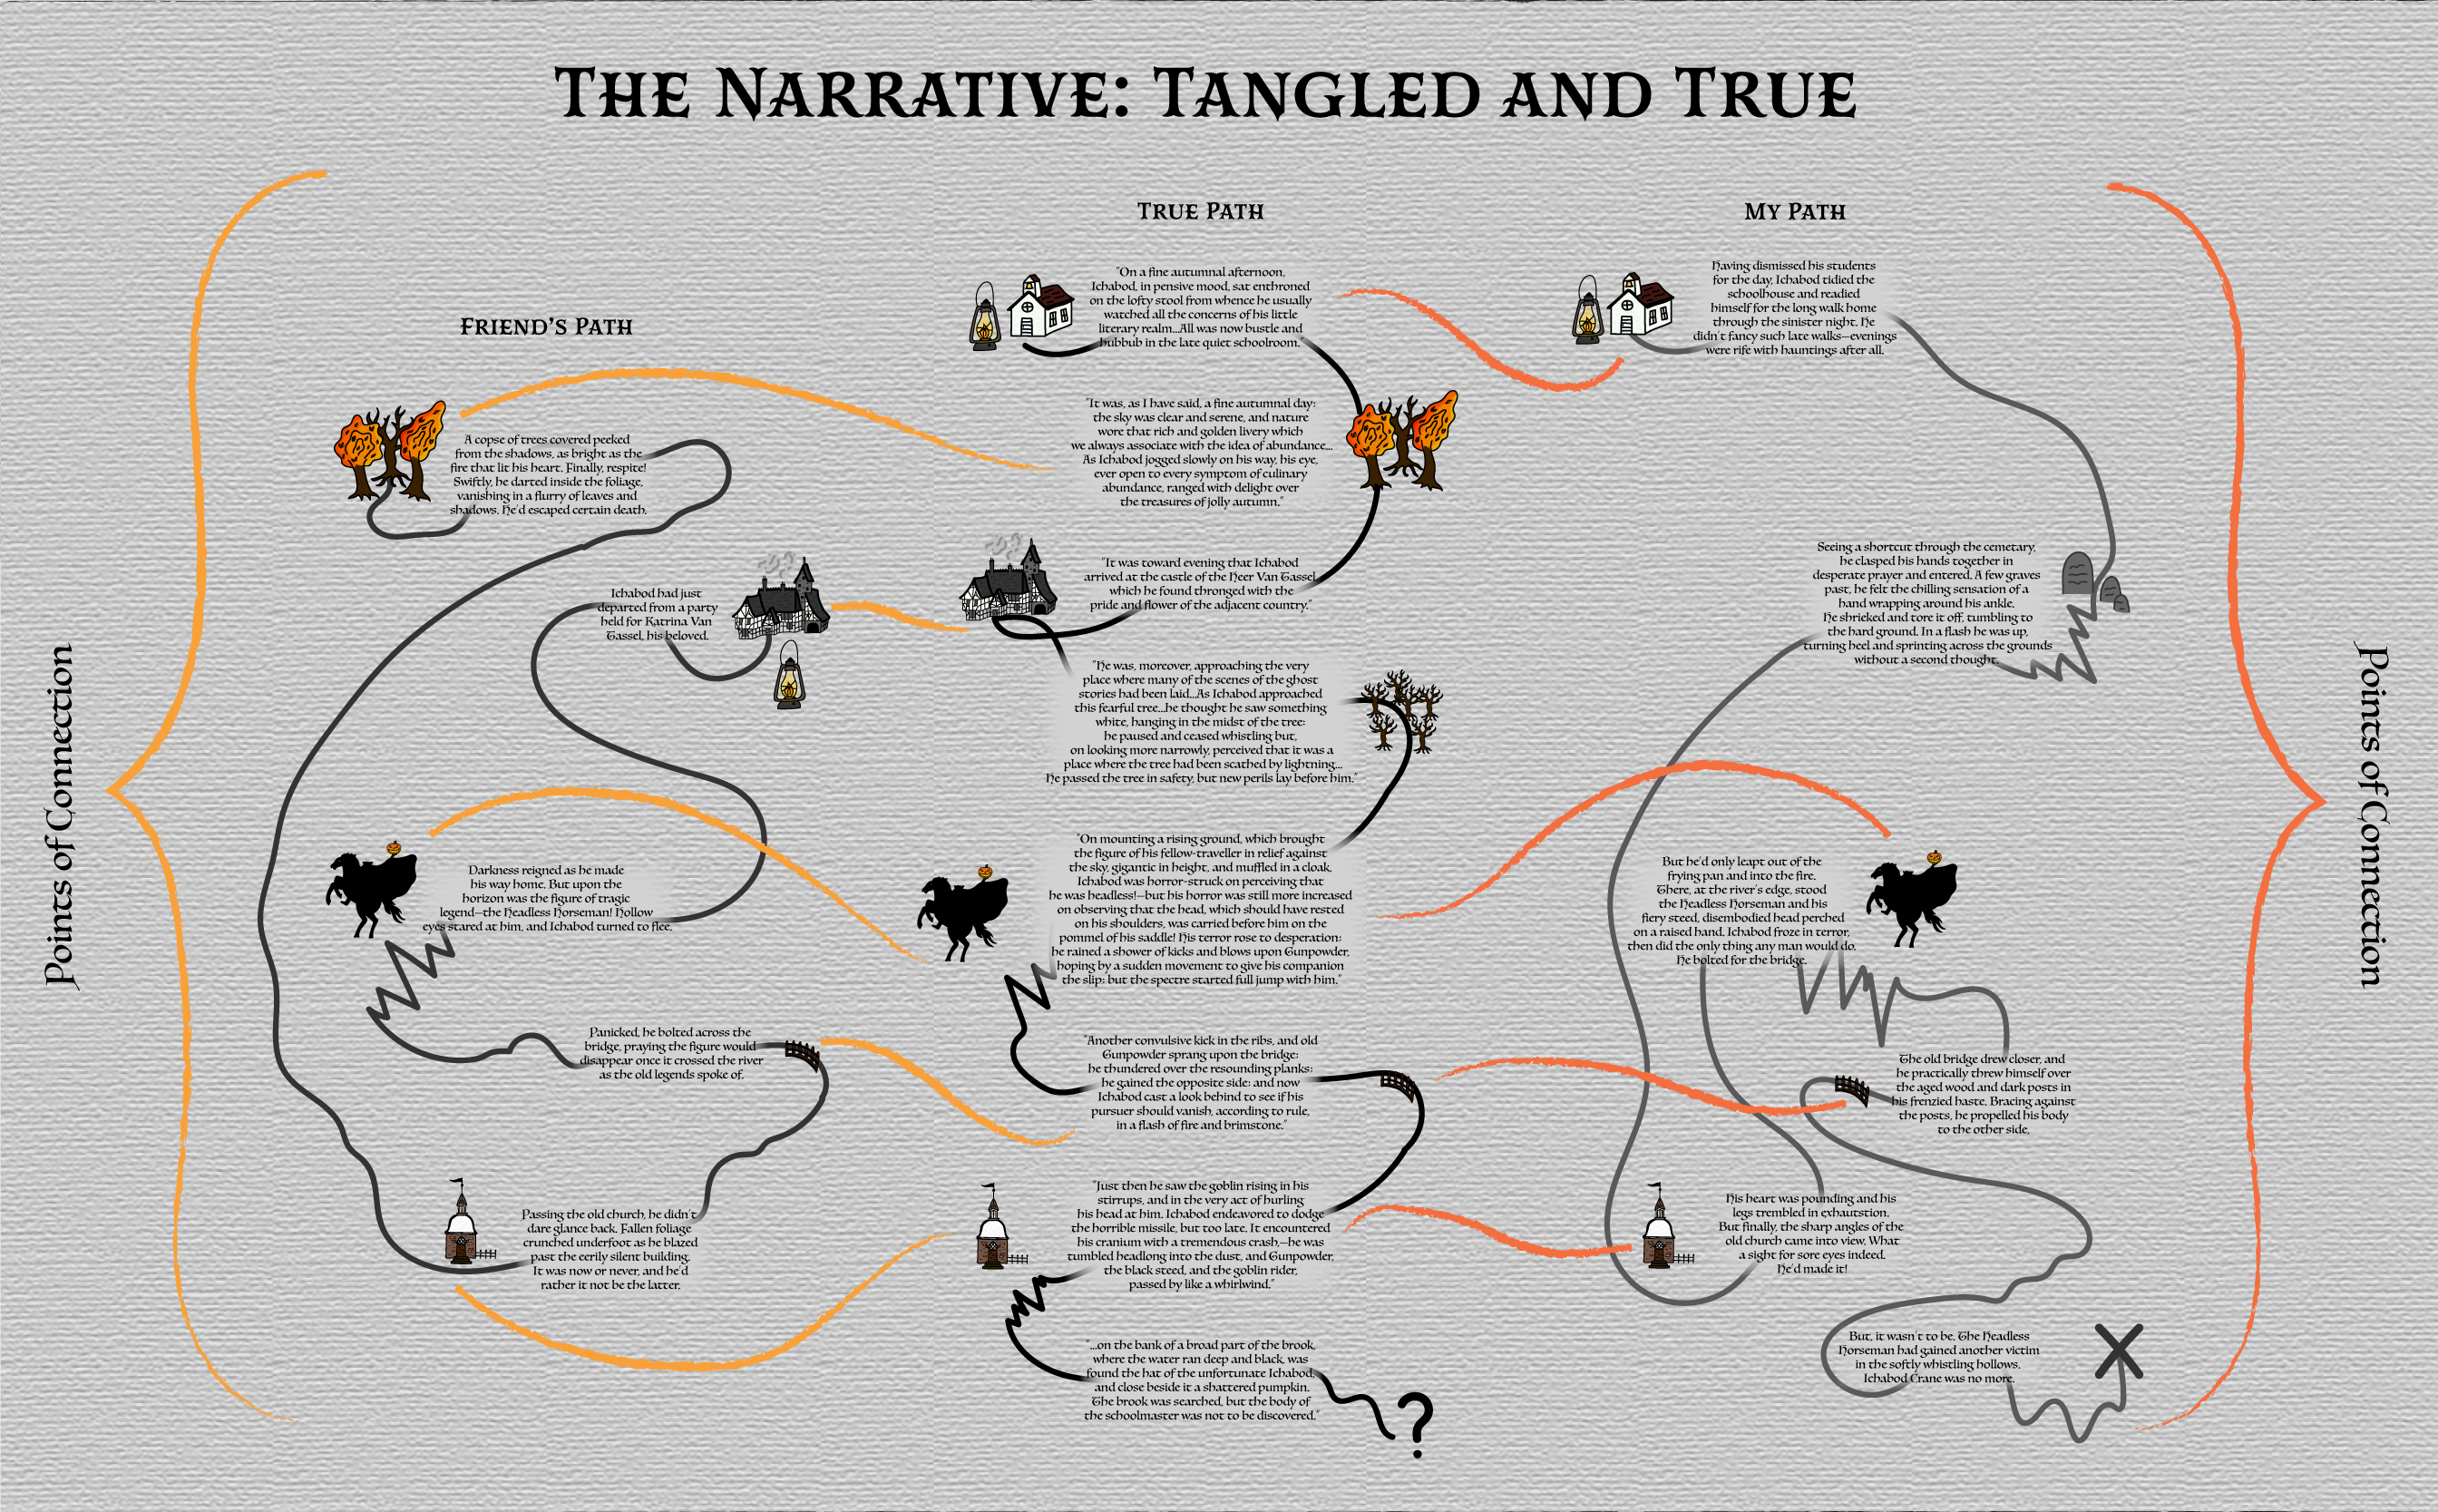 The Narrative: Tangled and True
Points of Connection
Friend's Path
A copse of trees covered peeked
from the shadows, as bright as the
fire that lit his heart. Finally, respite!
Swiftly, he darted inside the foliage,
vanishing in a flurry of leaves and
shadows. He'd escaped certain death.
Ichabod had just
departed from a party
held for Katrina Van
Tassel, his beloved.
Darkness reigned as he made
his way home. But upon the
horizon was the figure of tragic
legend—the Headless Horseman! Hollow
eyes stared at him, and Ichabod turned to flee.
Panicked, he bolted across the
bridge, praying the figure would
disappear once it crossed the river
as the old legends spoke of.
Passing the old church, he didn't
dare glance back. Fallen foliage
crunched underfoot as he blazed
past the eerily silent building.
It was now or never, and he'd
rather it not be the latter.
True Path
"On a fine autumnal afternoon,
Ichabod, in pensive mood, sat enthroned
on the lofty stool from whence he usually
watched all the concerns of his little
literary realm...All was now bustle and
hubbub in the late quiet schoolroom."
"It was, as I have said, a fine autumnal day;
the sky was clear and serene, and nature
wore that rich and golden livery which
we always associate with the idea of abundance...
As Ichabod jogged slowly on his way, his eye,
ever open to every symptom of culinary
abundance, ranged with delight over
the treasures of jolly autumn."
"It was toward evening that Ichabod
arrived at the castle of the Heer Van Tassel,
which he found thronged with the
pride and flower of the adjacent country."
"He was, moreover, approaching the very
place where many of the scenes of the ghost
stories had been laid...As Ichabod approached
this fearful tree...he thought he saw something
white, hanging in the midst of the tree:
he paused and ceased whistling but,
on looking more narrowly, perceived that it was a
place where the tree had been scathed by lightning...
He passed the tree in safety, but new perils lay before him."
"On mounting a rising ground, which brought
the figure of his fellow-traveller in relief against
the sky, gigantic in height, and muffled in a cloak,
Ichabod was horror-struck on perceiving that
he was headless!—but his horror was still more increased
on observing that the head, which should have rested
on his shoulders, was carried before him on the
pommel of his saddle! His terror rose to desperation;
he rained a shower of kicks and blows upon Gunpowder,
hoping by a sudden movement to give his companion
the slip; but the spectre started full jump with him."
"Another convulsive kick in the ribs, and old
Gunpowder sprang upon the bridge;
he thundered over the resounding planks;
he gained the opposite side; and now
Ichabod cast a look behind to see if his
pursuer should vanish, according to rule,
in a flash of fire and brimstone."
"Just then he saw the goblin rising in his
stirrups, and in the very act of hurling
his head at him. Ichabod endeavored to dodge
the horrible missile, but too late. It encountered
his cranium with a tremendous crash,—he was
tumbled headlong into the dust, and Gunpowder,
the black steed, and the goblin rider,
passed by like a whirlwind."
"...on the bank of a broad part of the brook,
where the water ran deep and black, was
found the hat of the unfortunate Ichabod,
and close beside it a shattered pumpkin.
The brook was searched, but the body of
the schoolmaster was not to be discovered."
?
My Path
Having dismissed his students
for the day, Ichabod tidied the
schoolhouse and readied
himself for the long walk home
through the sinister night. He
didn't fancy such late walks—evenings
were rife with hauntings after all.
Seeing a shortcut through the cemetary,
he clasped his hands together in
desperate prayer and entered. A few graves
past, he felt the chilling sensation of a
hand wrapping around his ankle.
He shrieked and tore it off, tumbling to
the hard ground. In a flash he was up,
turning heel and sprinting across the grounds
without a second thought.
But he'd only leapt out of the
frying pan and into the fire.
There, at the river's edge, stood
the Headless Horseman and his
fiery steed, disembodied head perched
on a raised hand. Ichabod froze in terror,
then did the only thing any man would do.
He bolted for the bridge.
The old bridge drew closer, and
he practically threw himself over
the aged wood and dark posts in
his frenzied haste. Bracing against
the posts, he propelled his body
to the other side,
His heart was pounding and his
legs trembled in exhautstion.
But finally, the sharp angles of the
old church came into view. What
a sight for sore eyes indeed.
He'd made it!
But, it wasn't to be. The Headless
Horseman had gained another victim
in the softly whistling hollows.
Ichabod Crane was no more.
Points of Connection